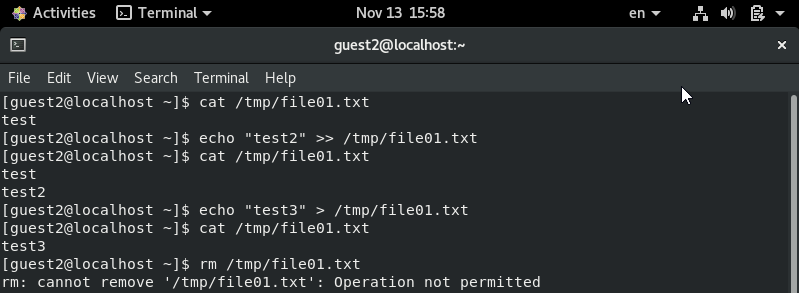 Activities Terminal Nov 13 15:58 en
guest2@localhost:~
File Edit View Search Terminal Help
[guest2@localhost ~]$ cat /tmp/file01.txt
test
[guest2@localhost ~]$ echo "test2" >> /tmp/file01.txt
[guest2@localhost ~]$ cat /tmp/file01.txt
test
test2
[guest2@localhost ~]$ echo "test3" > /tmp/file01.txt
[guest2@localhost ~]$ cat /tmp/file01.txt
test3
[guest2@localhost ~]$ rm /tmp/file01.txt
rm: cannot remove '/tmp/file01.txt': Operation not permitted